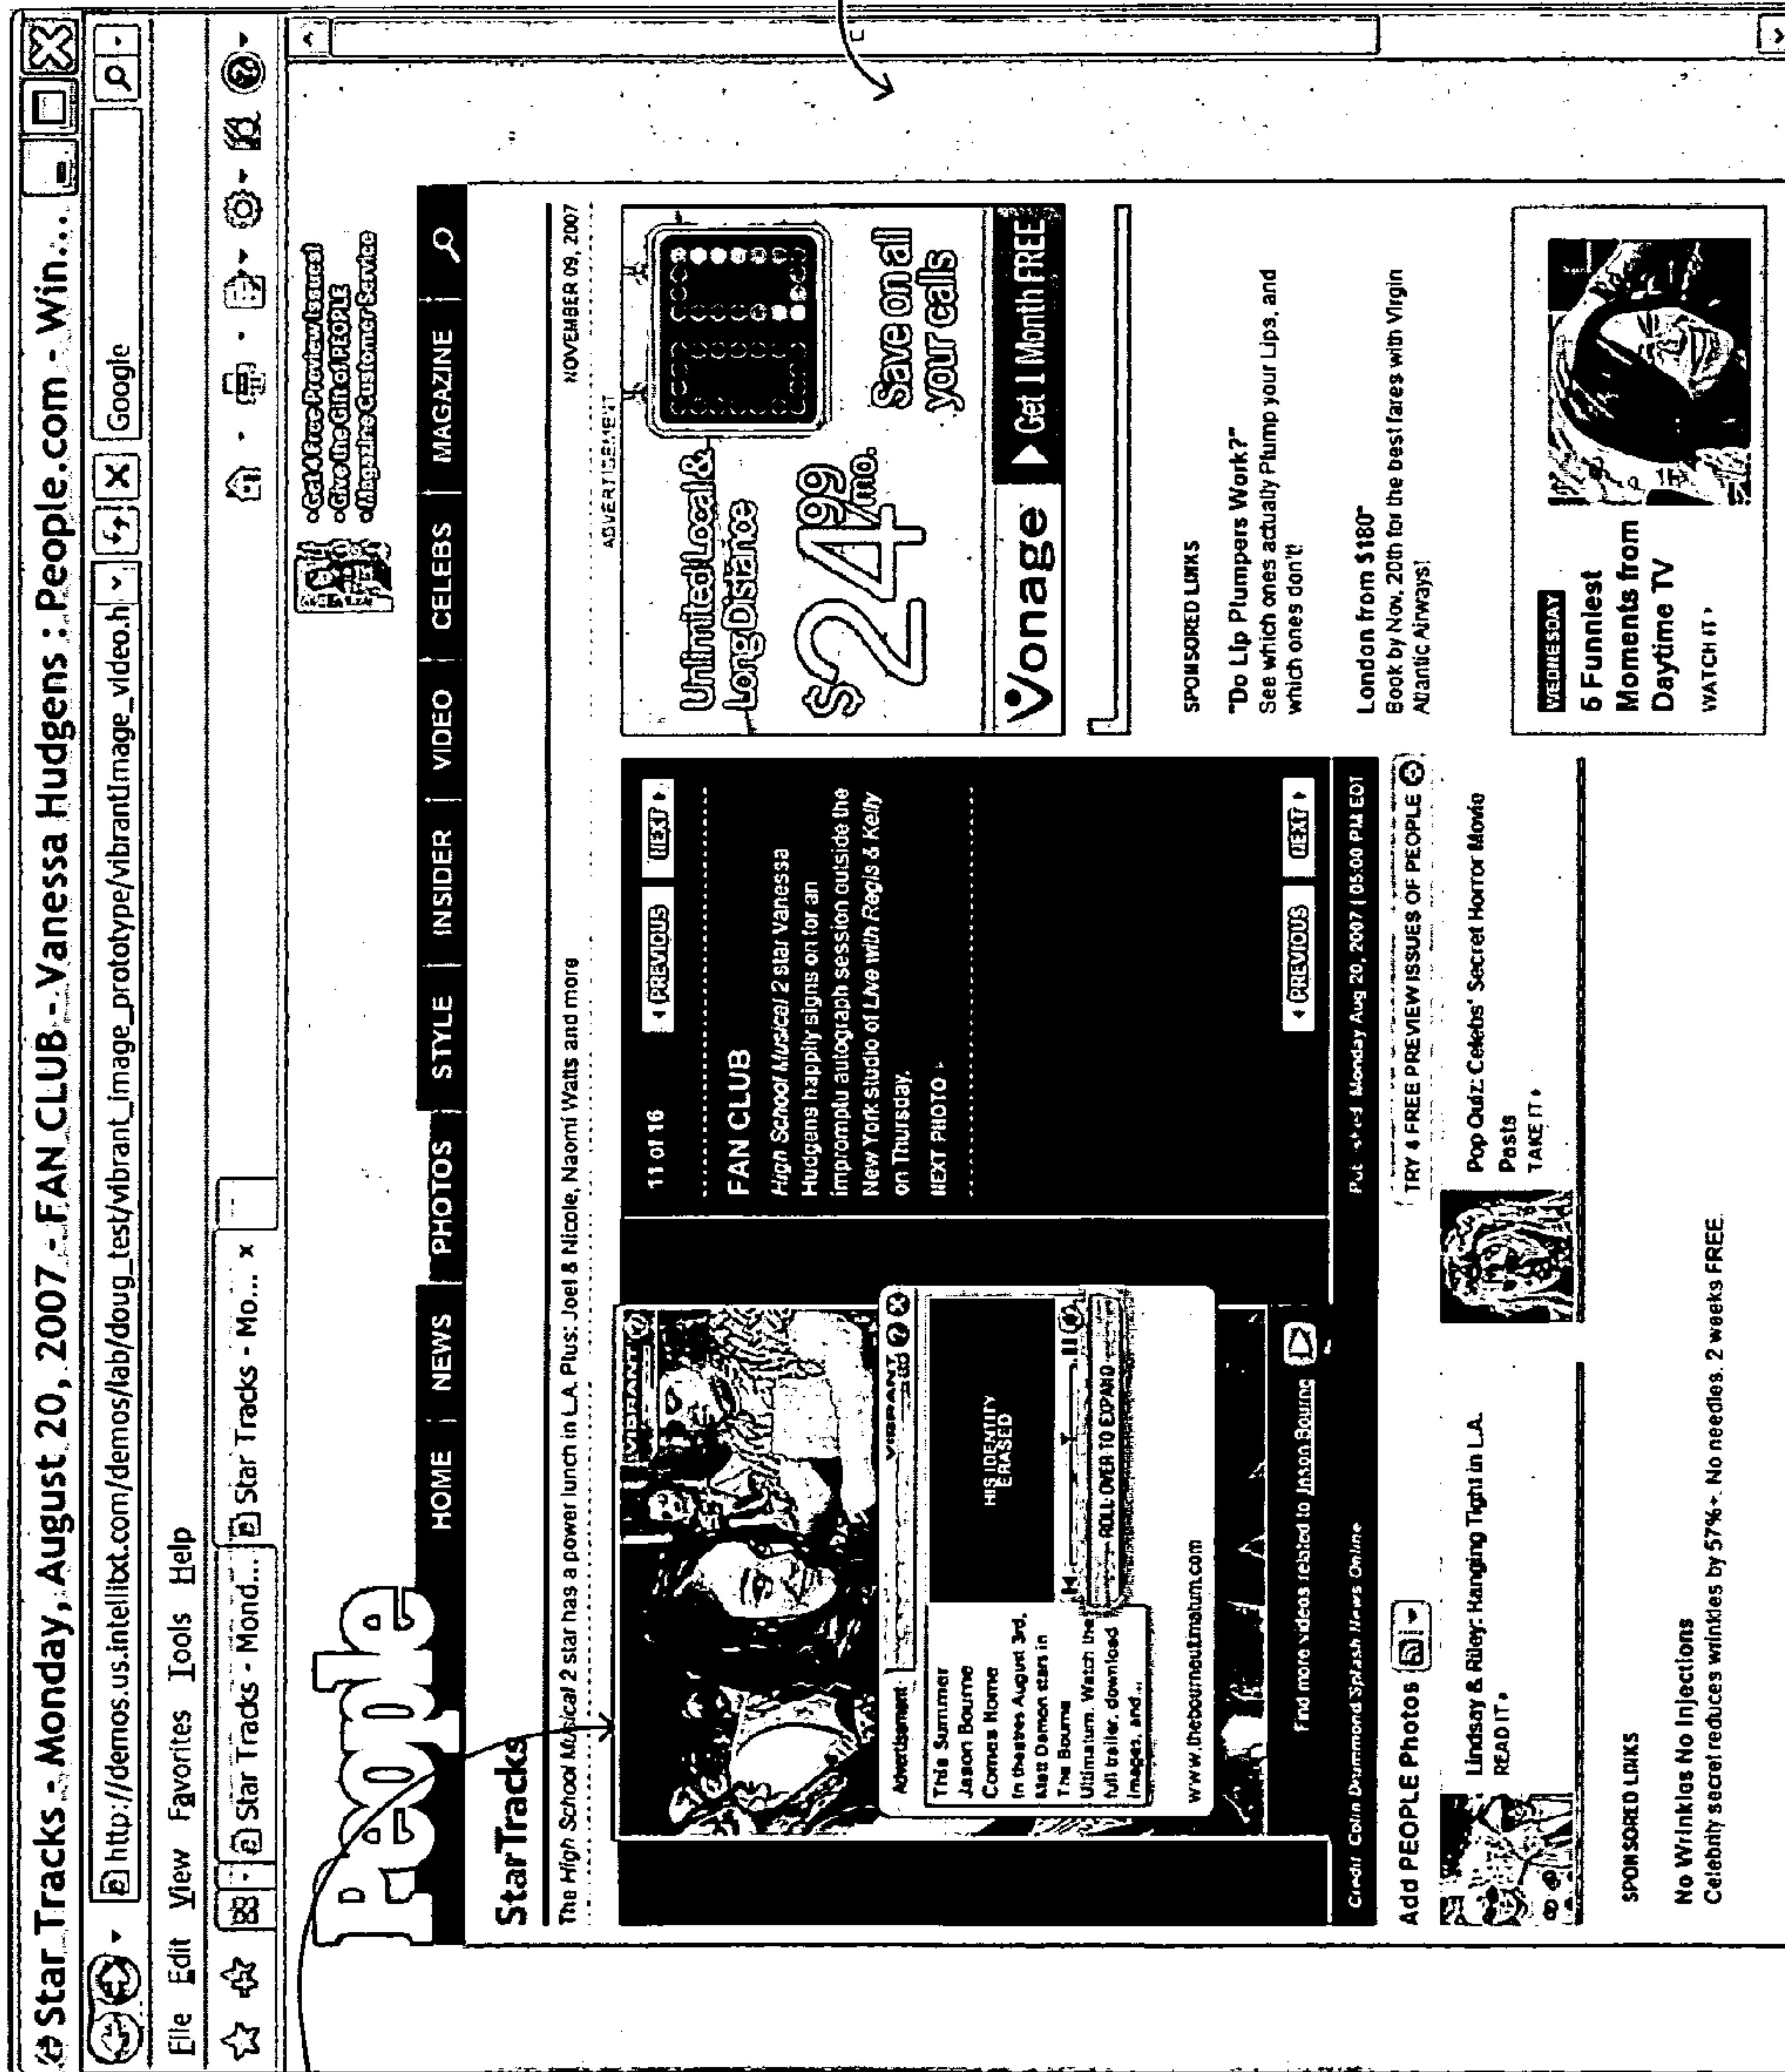 Star Tracks - Monday, August 20, 2007 - FAN CLUB - Vanessa Hudgens : People.com - Win...
http://demos.us.intellitxt.com/demos/lab/doug_test/vibrant_image_prototype/vibrantImage_video.h
Google
File Edit View Favorites Tools Help
Star Tracks - Mond...
Star Tracks - Mo... x
People
• Get 4 Free Preview Issues!
• Give the Gift of PEOPLE
• Magazine Customer Service
HOME | NEWS | PHOTOS | STYLE | INSIDER | VIDEO | CELEBS | MAGAZINE
StarTracks
NOVEMBER 09, 2007
The High School Musical 2 star has a power lunch in L.A. Plus: Joel & Nicole, Naomi Watts and more
VIBRANT
Advertisement
VIBRANT
This Summer
Jason Bourne
Comes Home
In theatres August 3rd.
Matt Damon stars in
The Bourne
Ultimatum. Watch the
full trailer, download
images, and...
HIS IDENTITY
ERASED
ROLL OVER TO EXPAND
www.thebourneultimatum.com
Find more videos related to Jason Bourne
Credit: Colin Drummond Splash News Online
11 of 16
PREVIOUS
NEXT
FAN CLUB
High School Musical 2 star Vanessa
Hudgens happily signs on for an
impromptu autograph session outside the
New York studio of Live with Regis & Kelly
on Thursday.
NEXT PHOTO
PREVIOUS
NEXT
Monday Aug 20, 2007 | 05:00 PM EDT
Add PEOPLE Photos
TRY 4 FREE PREVIEW ISSUES OF PEOPLE
Lindsay & Riley: Hanging Tight in L.A.
READ IT
Pop Quiz: Celebs' Secret Horror Movie
Pasts
TAKE IT
SPONSORED LINKS
No Wrinkles No Injections
Celebrity secret reduces wrinkles by 57%+. No needles. 2 weeks FREE.
ADVERTISEMENT
Unlimited Local &
Long Distance
$24.99/mo.
Save on all
your calls
Vonage
Get 1 Month FREE
SPONSORED LINKS
"Do Lip Plumpers Work?"
See which ones actually Plump your Lips, and
which ones don't!
London from $180*
Book by Nov. 20th for the best fares with Virgin
Atlantic Airways!
WEDNESDAY
6 Funniest
Moments from
Daytime TV
WATCH IT